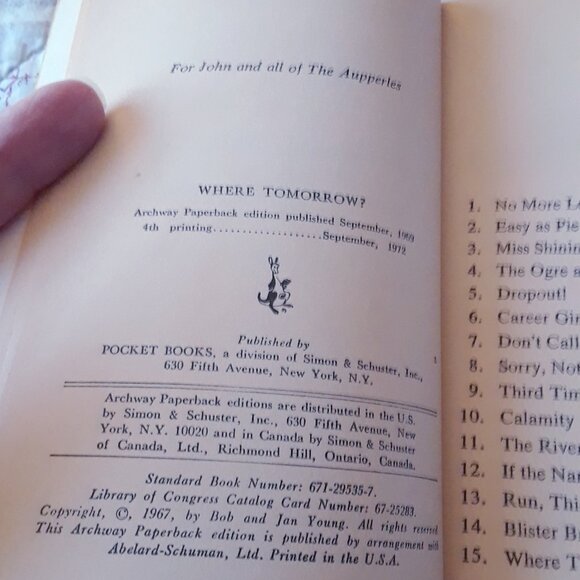 For John and all of The Aupperles
WHERE TOMORROW?
Archway Paperback edition published September, 1969
4th printing...................September, 1972
Published by
POCKET BOOKS, a division of Simon & Schuster, Inc.,
630 Fifth Avenue, New York, N.Y.
Archway Paperback editions are distributed in the U.S.
by Simon & Schuster, Inc., 630 Fifth Avenue, New
York, N.Y. 10020 and in Canada by Simon & Schuster
of Canada, Ltd., Richmond Hill, Ontario, Canada.
Standard Book Number: 671-29535-7.
Library of Congress Catalog Card Number: 67-25283.
Copyright, ©, 1967, by Bob and Jan Young. All rights reserved
This Archway Paperback edition is published by arrangement with
Abelard-Schuman, Ltd. Printed in the U.S.A.
1. No More L
2. Easy as Pie
3. Miss Shinin
4. The Ogre a
5. Dropout!
6. Career Gir
7. Don't Call
8. Sorry, Not
9. Third Tim
10. Calamity
11. The River
12. If the Na
13. Run, Thi
14. Blister B
15. Where T